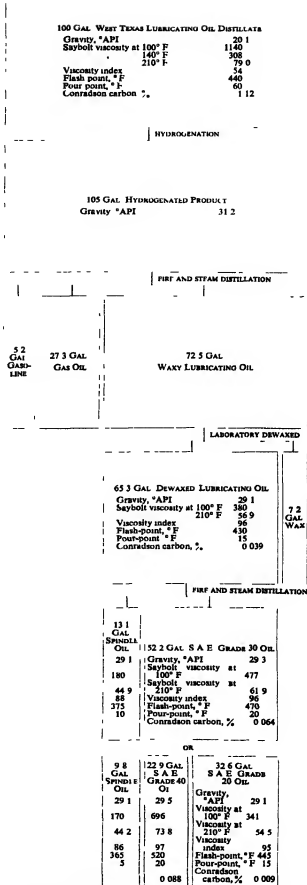 100 GAL WEST TEXAS LUBRICATING OIL DISTILLATE
Gravity, °API 20 1
Saybolt viscosity at 100° F 1140
140° F 308
210° F 79 0
Viscosity index 54
Flash point, ° F 440
Pour point, ° F 60
Conradson carbon % 1 12
HYDROGENATION
105 GAL HYDROGENATED PRODUCT
Gravity °API 31 2
FIRE AND STEAM DISTILLATION
5 2 GAL GASO-LINE
27 3 GAL GAS OIL
72 5 GAL
WAXY LUBRICATING OIL
LABORATORY DEWAXED
65 3 GAL DEWAXED LUBRICATING OIL
Gravity, °API 29 1
Saybolt viscosity at 100° F 380
210° F 56 9
Viscosity index 96
Flash-point, ° F 430
Pour-point ° F 15
Conradson carbon, % 0 039
7 2
GAL
WAX
FIRE AND STEAM DISTILLATION
13 1
GAL
SPINDLE
OIL
29 1
180
44 9
88
375
10
52 2 GAL S A E GRADE 30 OIL
Gravity, °API 29 3
Saybolt viscosity at
100° F 477
Saybolt viscosity at
210° F 61 9
Viscosity index 96
Flash-point, ° F 470
Pour-point, ° F 20
Conradson carbon, % 0 064
OR
9 8
GAL
SPINDLE
OIL
29 1
170
44 2
86
365
5
22 9 GAL
S A E
GRADE 40
OI
29 5
696
73 8
97
520
20
0 088
32 6 GAL
S A E GRADE
20 OIL
Gravity,
°API 29 1
Viscosity at
100° F 341
Viscosity at
210° F 54 5
Viscosity
index 95
Flash-point, ° F 445
Pour-point, ° F 15
Conradson
carbon, % 0 009